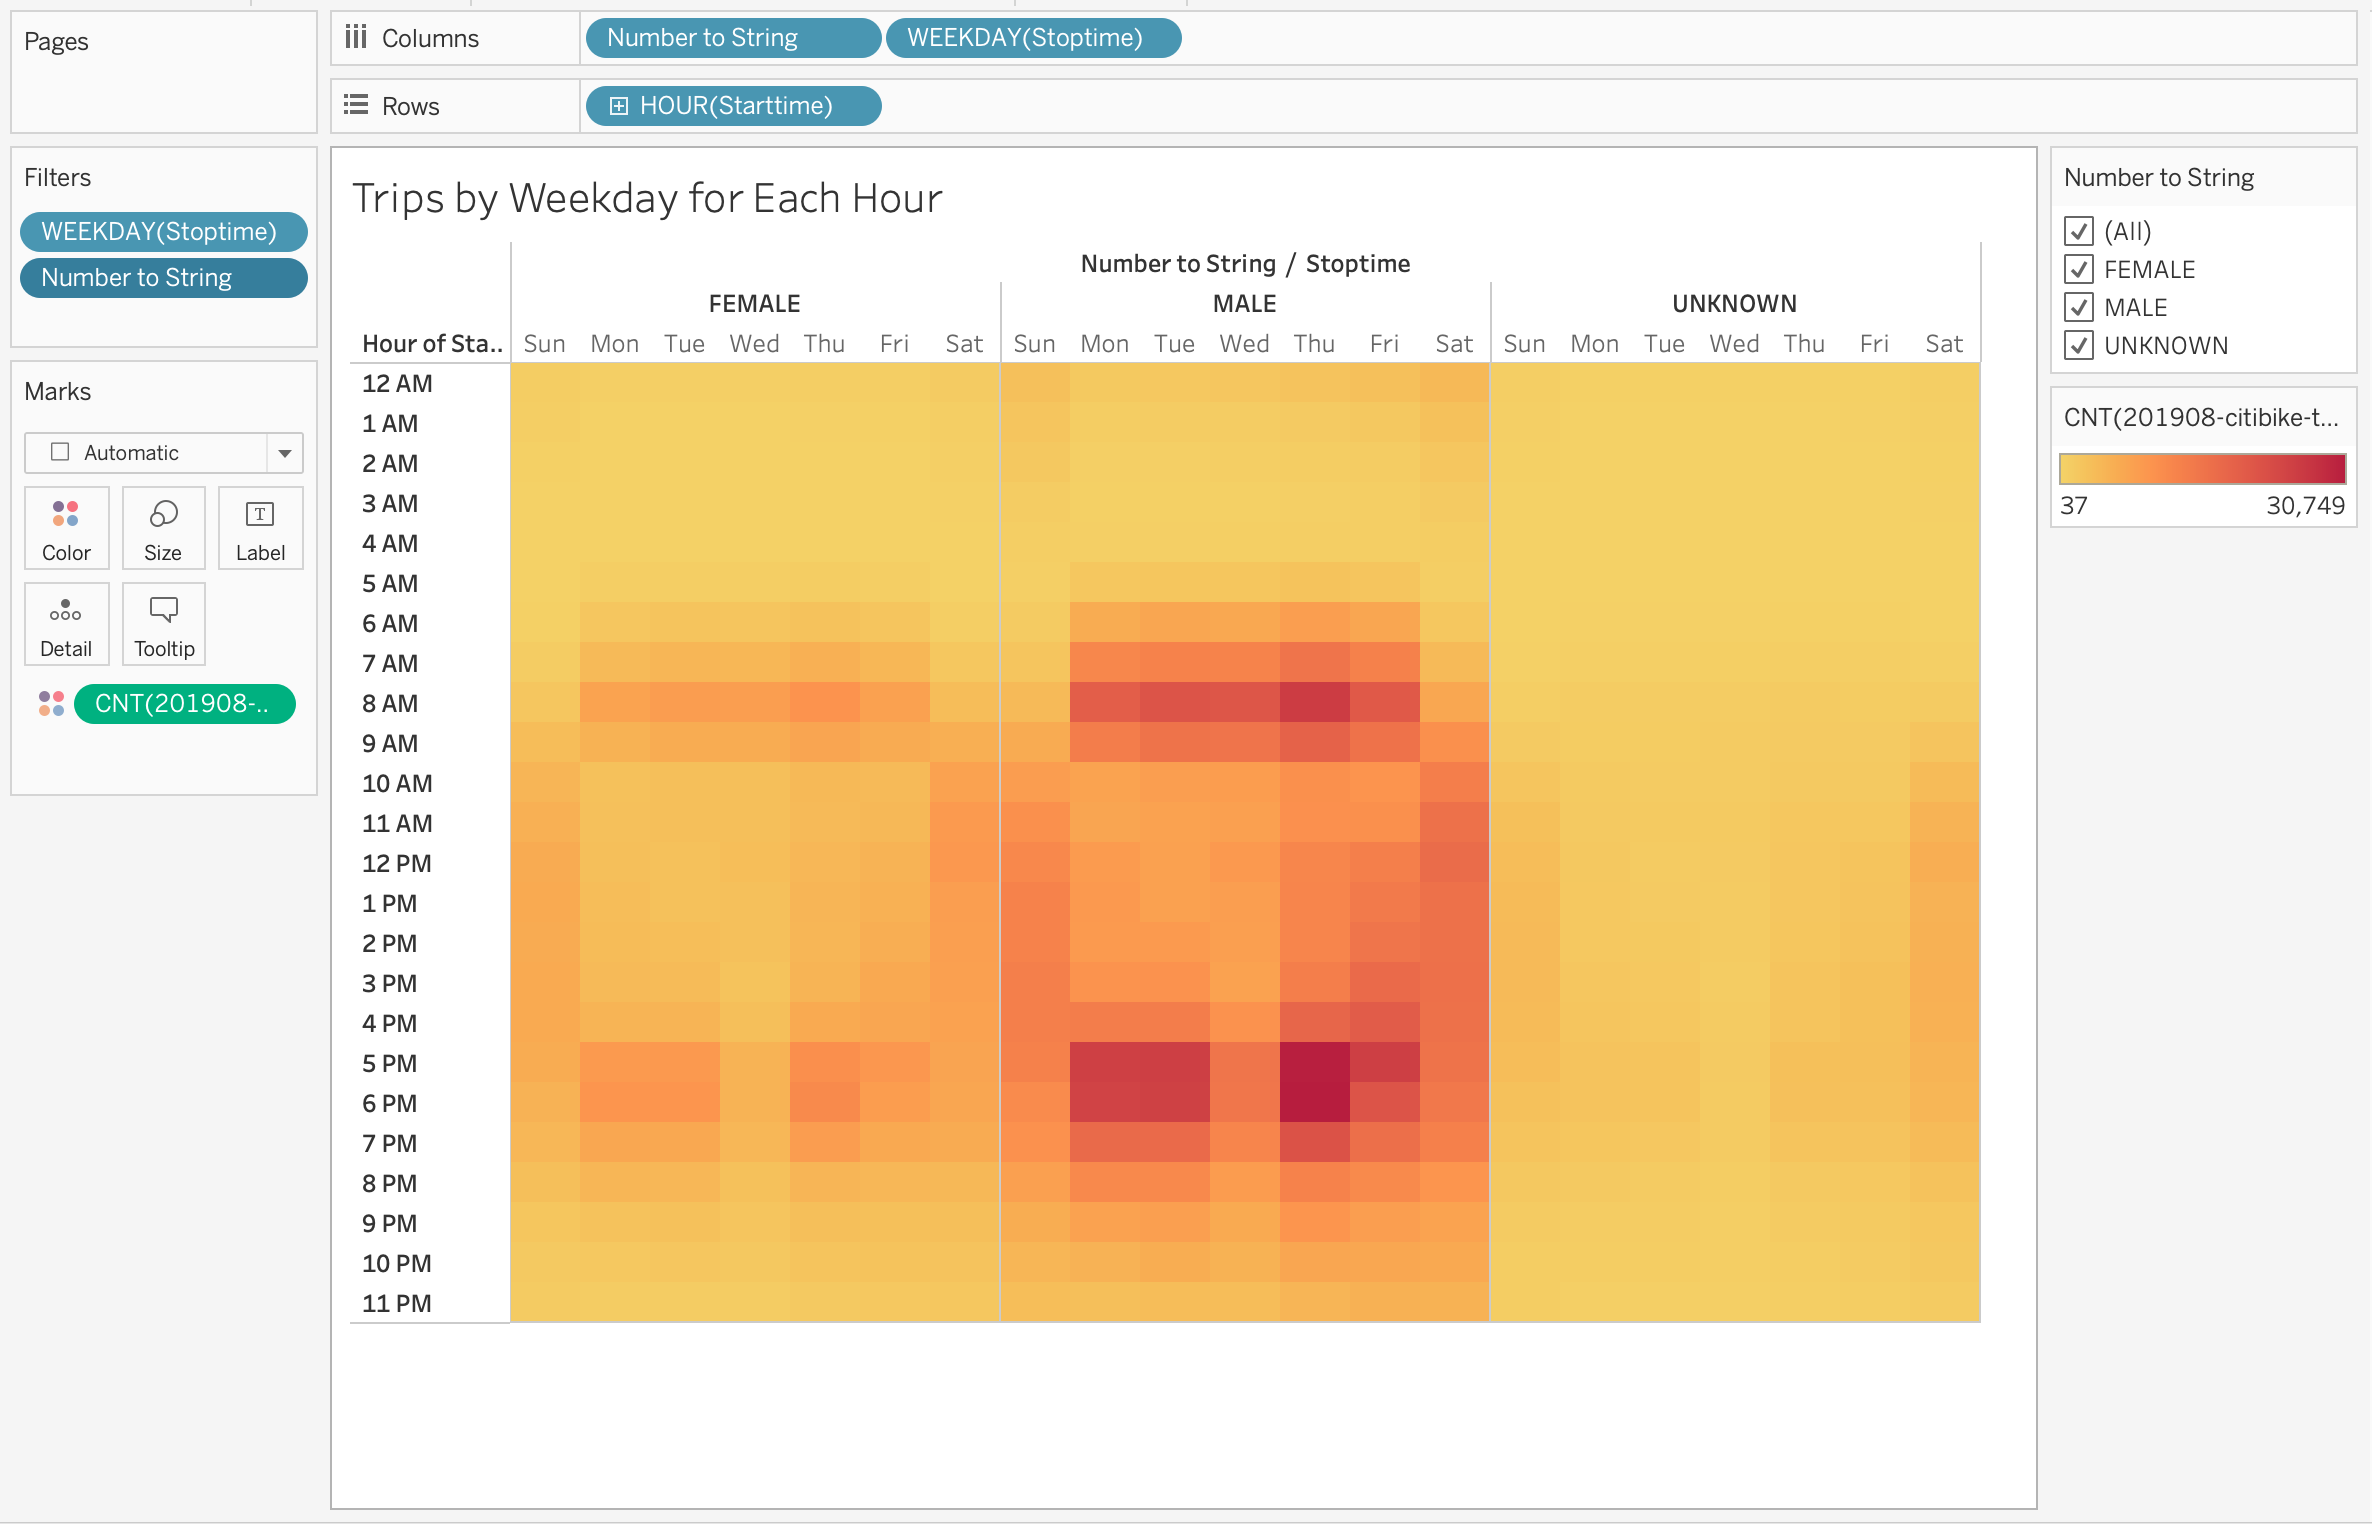 Pages
Columns
Number to String
WEEKDAY(Stoptime)
Rows
HOUR(Starttime)
Filters
WEEKDAY(Stoptime)
Number to String
Marks
Automatic
Color
Size
Label
Detail
Tooltip
CNT(201908-..
Trips by Weekday for Each Hour
Number to String / Stoptime
FEMALE MALE UNKNOWN
Hour of Sta.. Sun Mon Tue Wed Thu Fri Sat Sun Mon Tue Wed Thu Fri Sat Sun Mon Tue Wed Thu Fri Sat
12 AM
1 AM
2 AM
3 AM
4 AM
5 AM
6 AM
7 AM
8 AM
9 AM
10 AM
11 AM
12 PM
1 PM
2 PM
3 PM
4 PM
5 PM
6 PM
7 PM
8 PM
9 PM
10 PM
11 PM
Number to String
(All)
FEMALE
MALE
UNKNOWN
CNT(201908-citibike-t...
37 30,749